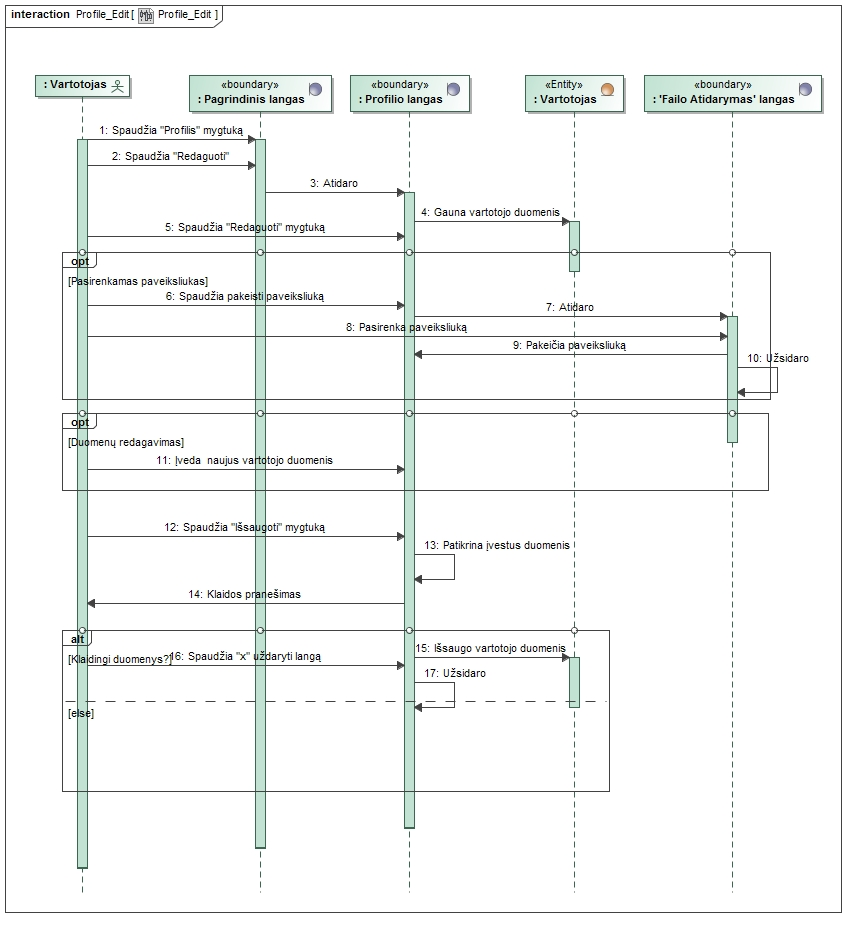 interaction Profile_Edit [ Profile_Edit ]
: Vartotojas
«boundary»
: Pagrindinis langas
«boundary»
: Profilio langas
«Entity»
: Vartotojas
«boundary»
: 'Failo Atidarymas' langas
1: Spaudžia "Profilis" mygtuką
2: Spaudžia "Redaguoti"
3: Atidaro
4: Gauna vartotojo duomenis
5: Spaudžia "Redaguoti" mygtuką
opt
[Pasirenkamas paveiksliukas]
6: Spaudžia pakeisti paveiksliuką
7: Atidaro
8: Pasirenka paveiksliuką
9: Pakeičia paveiksliuką
10: Užsidaro
opt
[Duomenų redagavimas]
11: Įveda  naujus vartotojo duomenis
12: Spaudžia "Išsaugoti" mygtuką
13: Patikrina įvestus duomenis
14: Klaidos pranešimas
alt
15: Išsaugo vartotojo duomenis
[Klaidingi duomenys?]
16: Spaudžia "x" uždaryti langą
17: Užsidaro
[else]